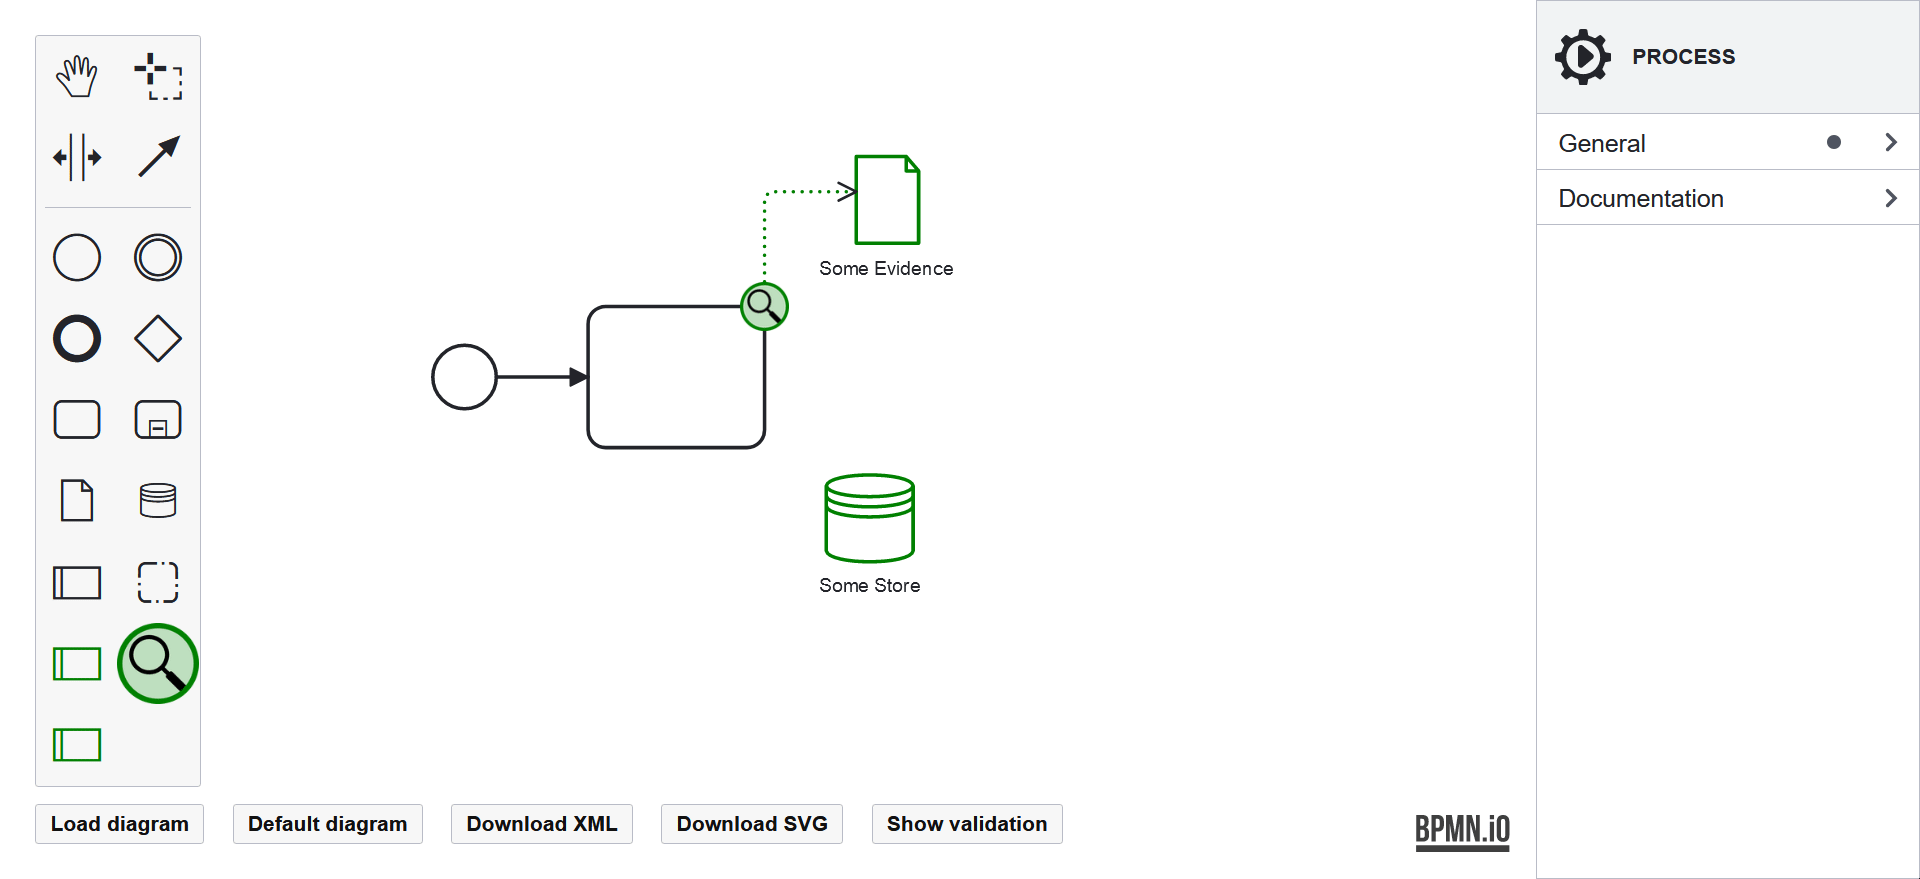 PROCESS
General
Documentation
Some Evidence
Some Store
Load diagram
Default diagram
Download XML
Download SVG
Show validation
BPMN.iO